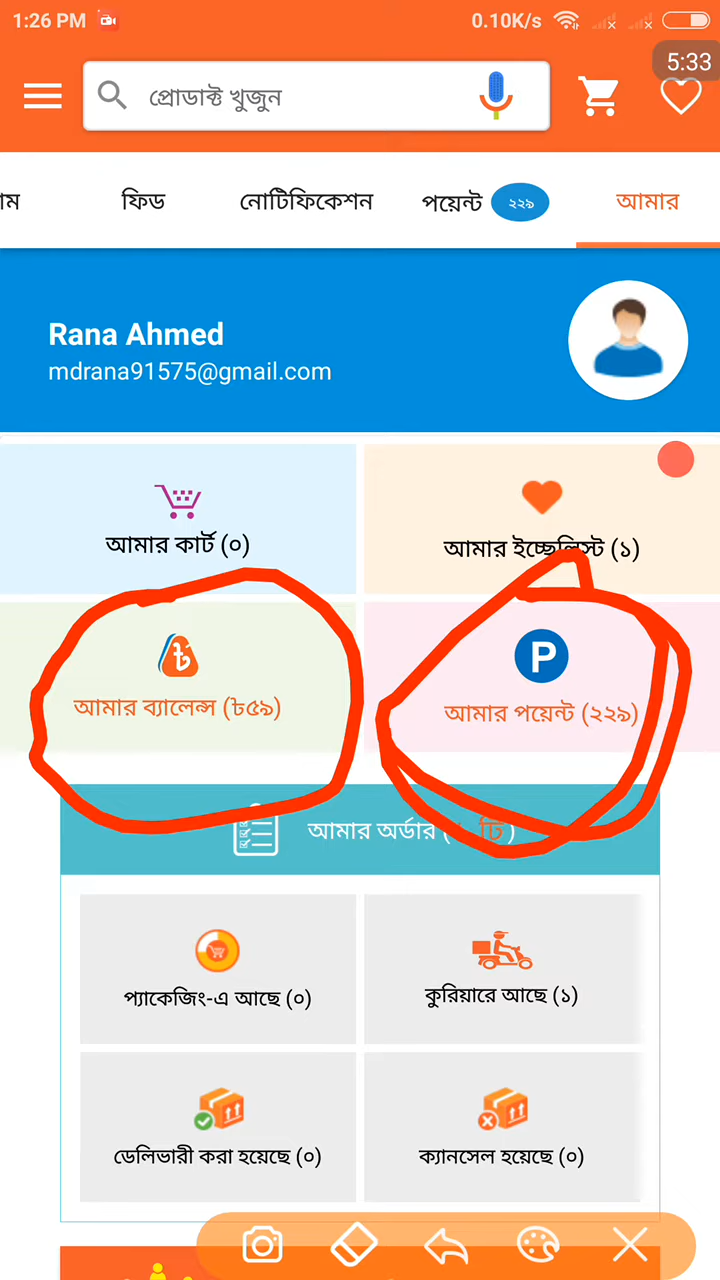 1:26 PM 0.10K/s
5:33
প্রোডাক্ট খুজুন
ফিড নোটিফিকেশন পয়েন্ট ২২৯ আমার
Rana Ahmed
mdrana91575@gmail.com
আমার কার্ট (০) আমার ইচ্ছেলিস্ট (১)
আমার ব্যালেন্স (৳৫৯) P আমার পয়েন্ট (২২৯)
আমার অর্ডার
প্যাকেজিং-এ আছে (০) কুরিয়ারে আছে (১)
ডেলিভারী করা হয়েছে (০) ক্যানসেল হয়েছে (০)